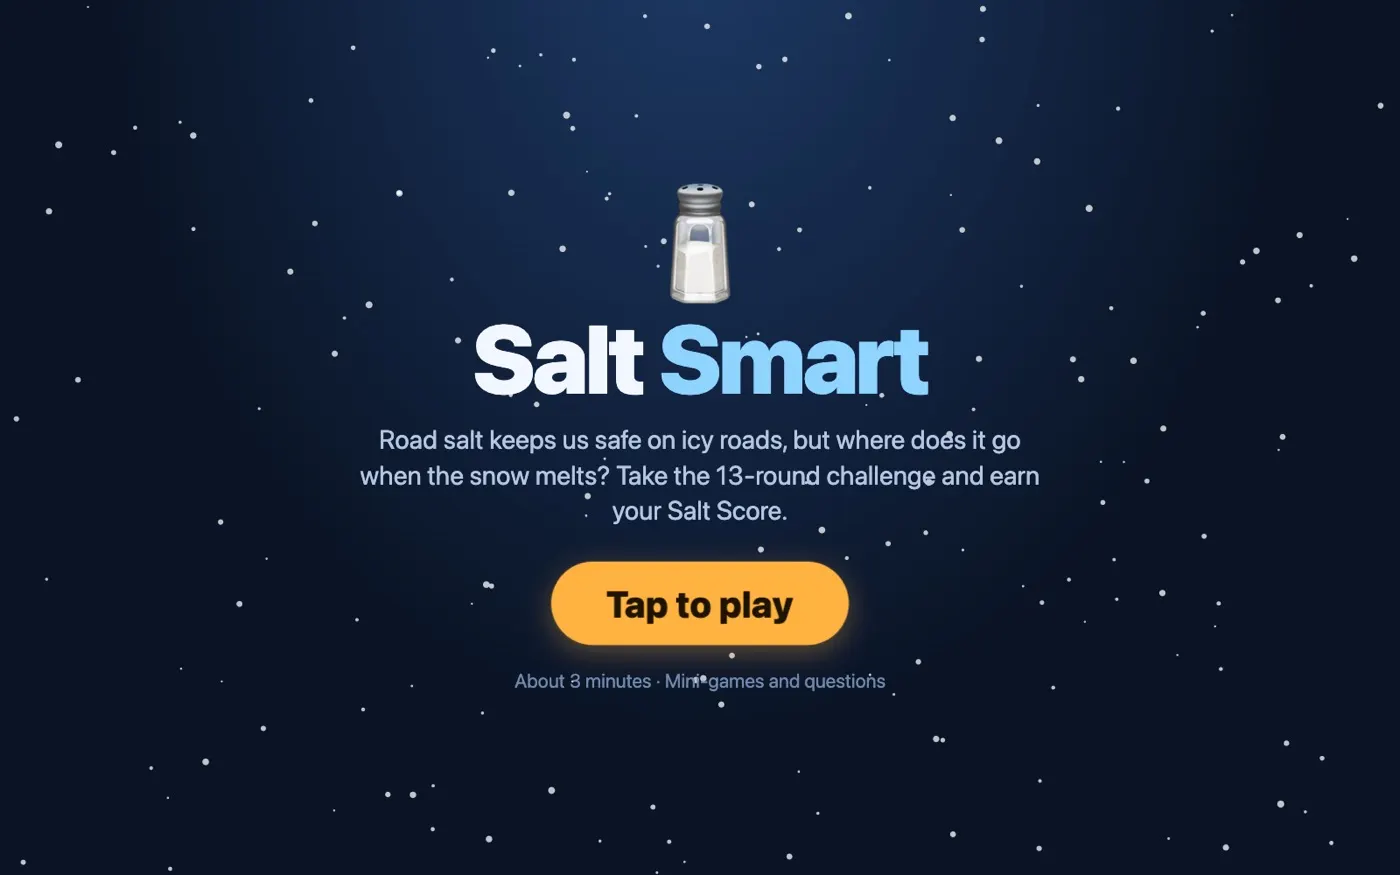 Salt Smart
Road salt keeps us safe on icy roads, but where does it go
when the snow melts? Take the 13-round challenge and earn
your Salt Score.
Tap to play
About 3 minutes · Mini-games and questions